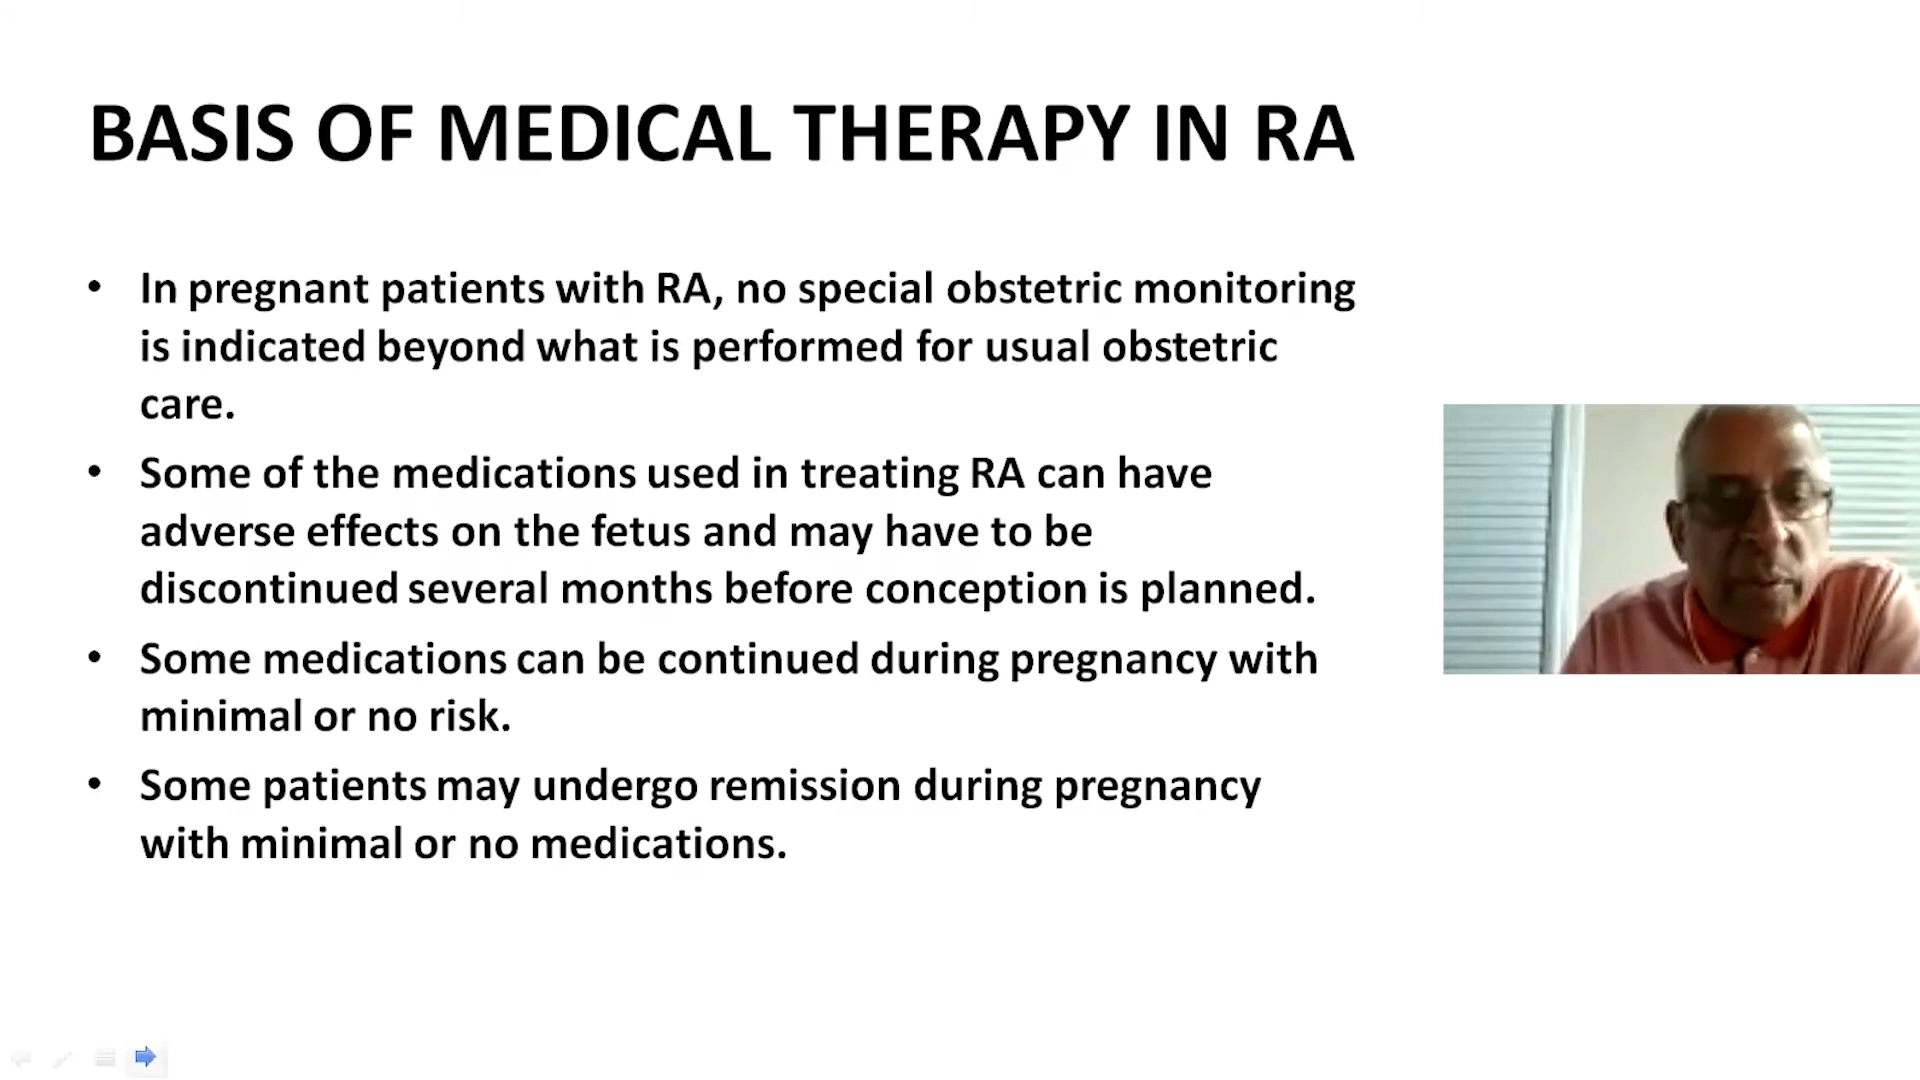 BASIS OF MEDICAL THERAPY IN RA
• In pregnant patients with RA, no special obstetric monitoring
is indicated beyond what is performed for usual obstetric
care.
• Some of the medications used in treating RA can have
adverse effects on the fetus and may have to be
discontinued several months before conception is planned.
• Some medications can be continued during pregnancy with
minimal or no risk.
• Some patients may undergo remission during pregnancy
with minimal or no medications.